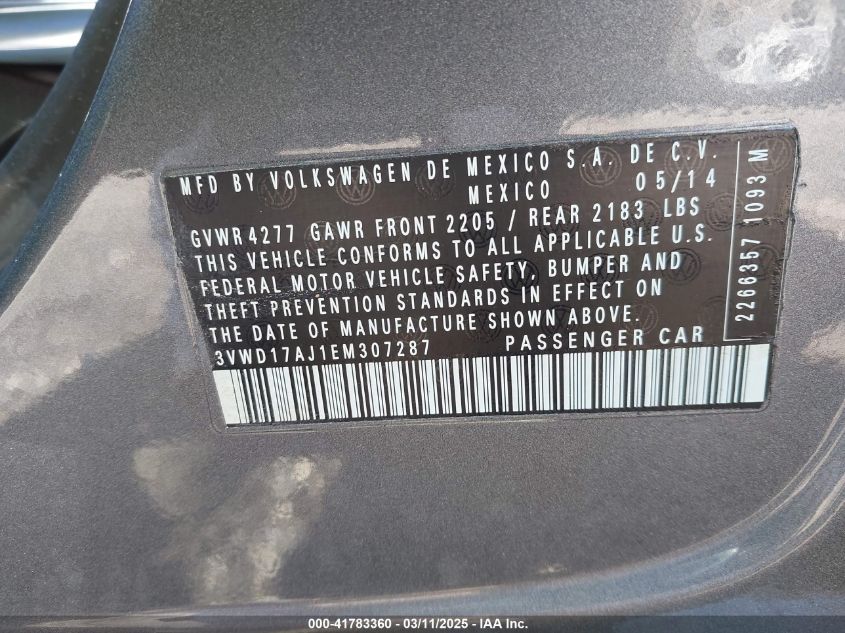 MFD BY VOLKSWAGEN DE MEXICO S.A. DE C.V.
MEXICO 05/14
GVWR 4277 GAWR FRONT 2205 / REAR 2183 LBS
THIS VEHICLE CONFORMS TO ALL APPLICABLE U.S.
FEDERAL MOTOR VEHICLE SAFETY, BUMPER AND
THEFT PREVENTION STANDARDS IN EFFECT ON
THE DATE OF MANUFACTURE SHOWN ABOVE.
3VWD17AJ1EM307287 PASSENGER CAR
2266357 1093 M
000-41783360 - 03/11/2025 - IAA Inc.